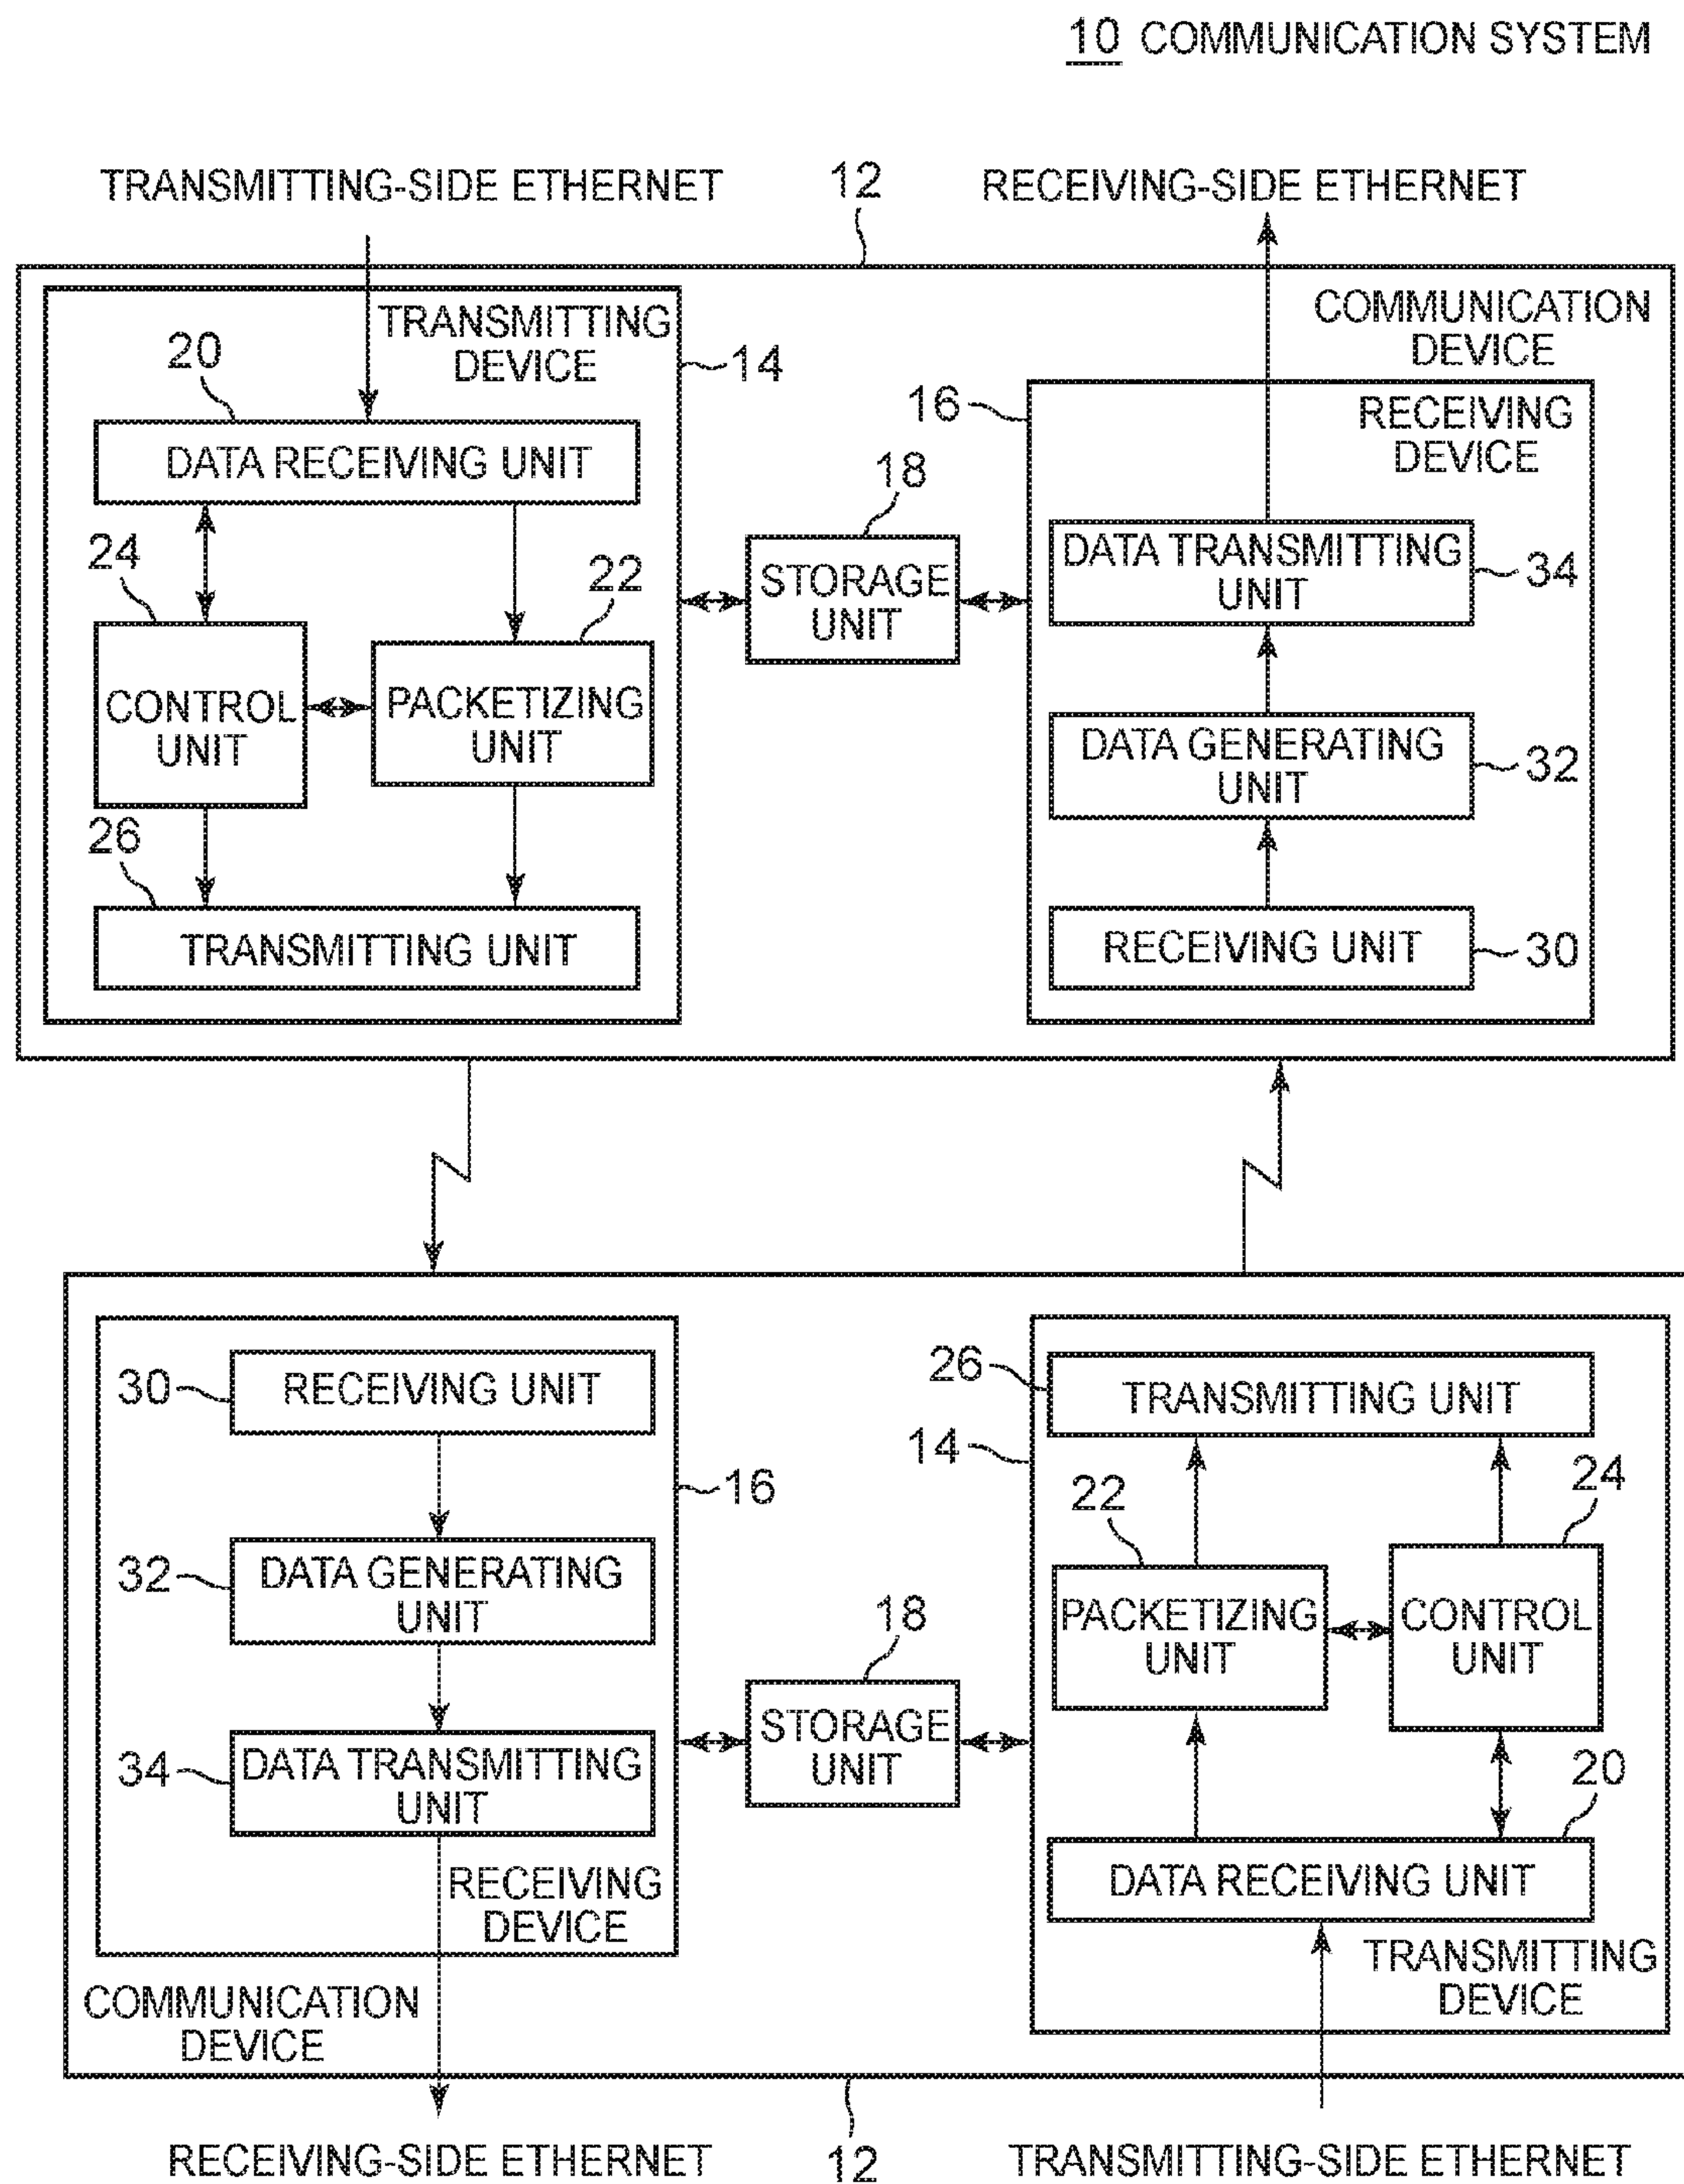 10 COMMUNICATION SYSTEM
TRANSMITTING-SIDE ETHERNET
12
RECEIVING-SIDE ETHERNET
TRANSMITTING
DEVICE
14
COMMUNICATION
DEVICE
20
DATA RECEIVING UNIT
16
RECEIVING
DEVICE
18
STORAGE
UNIT
24
CONTROL
UNIT
22
PACKETIZING
UNIT
DATA TRANSMITTING
UNIT
34
DATA GENERATING
UNIT
32
26
TRANSMITTING UNIT
RECEIVING UNIT
30
30
RECEIVING UNIT
16
26
TRANSMITTING UNIT
14
22
PACKETIZING
UNIT
24
CONTROL
UNIT
32
DATA GENERATING
UNIT
18
STORAGE
UNIT
34
DATA TRANSMITTING
UNIT
20
DATA RECEIVING UNIT
RECEIVING
DEVICE
TRANSMITTING
DEVICE
COMMUNICATION
DEVICE
RECEIVING-SIDE ETHERNET
12
TRANSMITTING-SIDE ETHERNET